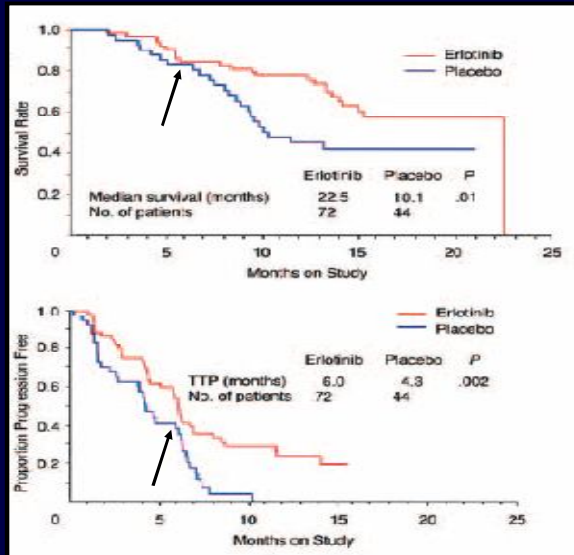 1.0
0.8
0.6
0.4
0.2
Survival Rate
Erlotinib
Placebo
Erlotinib Placebo P
Median survival (months) 22.5 10.1 .01
No. of patients 72 44
0 5 10 15 20 25
Months on Study
1.0
0.8
0.6
0.4
0.2
Proportion Progression Free
Erlotinib
Placebo
Erlotinib Placebo P
TTP (months) 6.0 4.3 .002
No. of patients 72 44
0 5 10 15 20 25
Months on Study